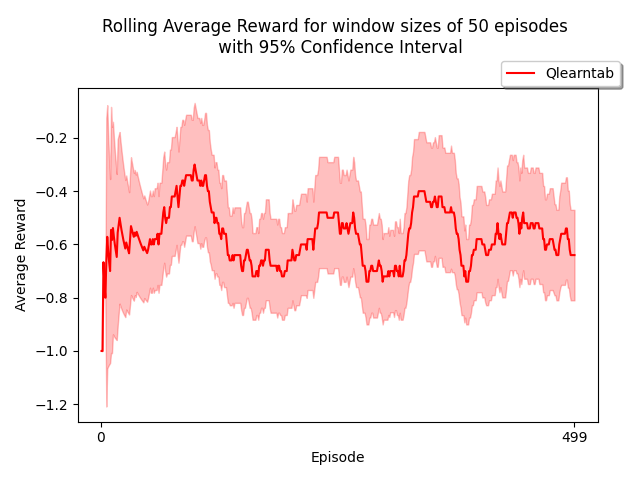 Rolling Average Reward for window sizes of 50 episodes
with 95% Confidence Interval
Qlearntab
−0.2
−0.4
−0.6
−0.8
−1.0
−1.2
Average Reward
0
499
Episode